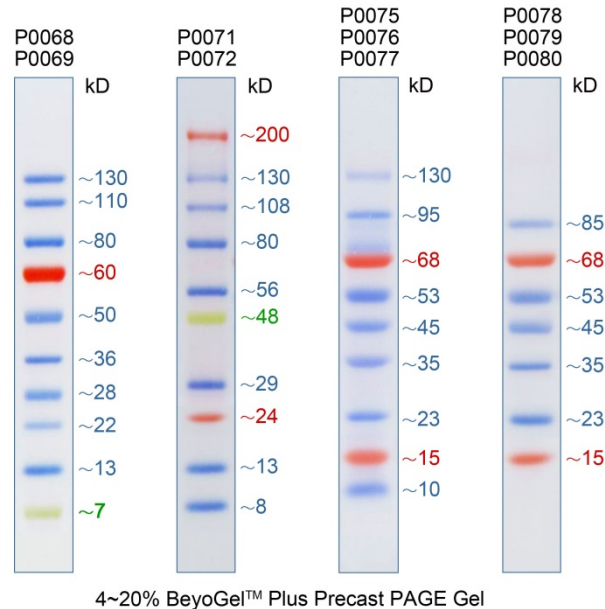 P0068
P0069
kD
~130
~110
~80
~60
~50
~36
~28
~22
~13
~7
P0071
P0072
kD
~200
~130
~108
~80
~56
~48
~29
~24
~13
~8
P0075
P0076
P0077
kD
~130
~95
~68
~53
~45
~35
~23
~15
~10
P0078
P0079
P0080
kD
~85
~68
~53
~45
~35
~23
~15
4~20% BeyoGel™ Plus Precast PAGE Gel